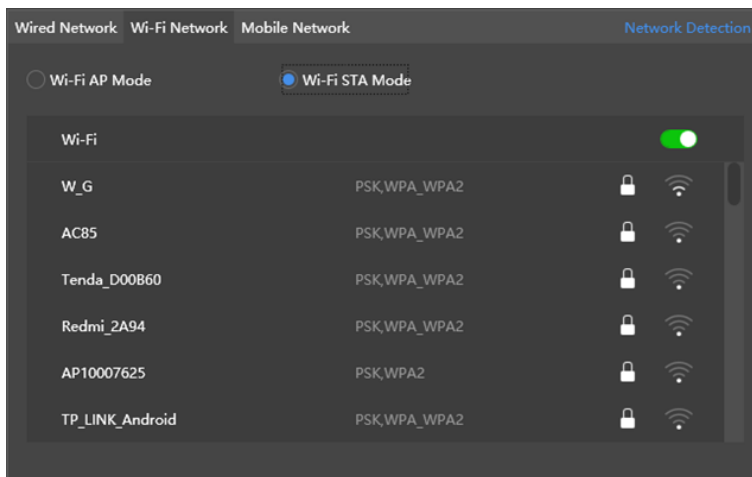 Wired Network Wi-Fi Network Mobile Network Network Detection
Wi-Fi AP Mode Wi-Fi STA Mode
Wi-Fi
W_G PSK,WPA_WPA2
AC85 PSK,WPA_WPA2
Tenda_D00B60 PSK,WPA_WPA2
Redmi_2A94 PSK,WPA_WPA2
AP10007625 PSK,WPA2
TP_LINK_Android PSK,WPA_WPA2